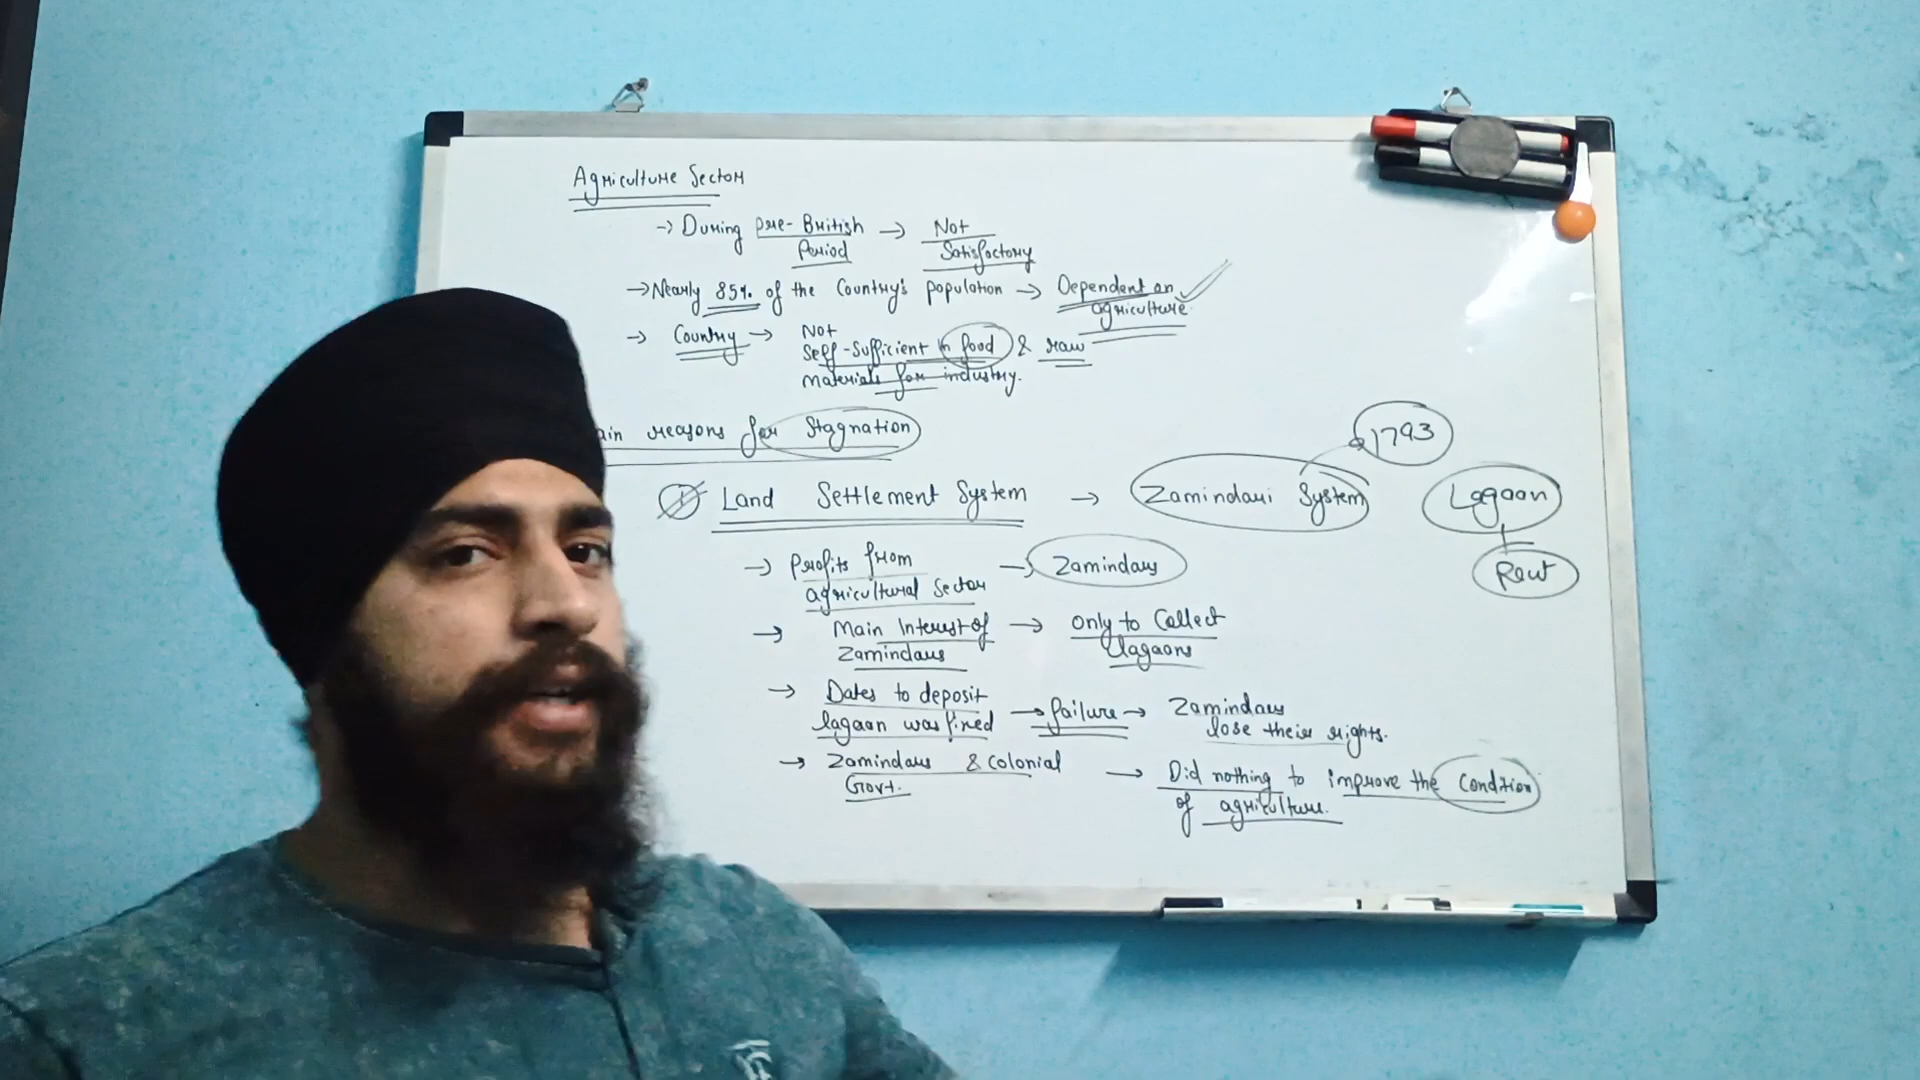 Agriculture Sector
→ During pre-British Period → Not Satisfactory
→ Nearly 85% of the Country's population → Dependent on agriculture
→ Country → Not Self-Sufficient in food & raw
materials for industry.
ain reasons for Stagnation
1793
① Land Settlement System → Zamindari System
Lagaan
Rent
→ Profits from agricultural Sector → Zamindars
→ Main Interest of Zamindars → Only to Collect lagaans
→ Dates to deposit lagaan was fixed → failure → Zamindars lose their rights.
→ Zamindars & Colonial Govt. → Did nothing to improve the Condition
of agriculture.